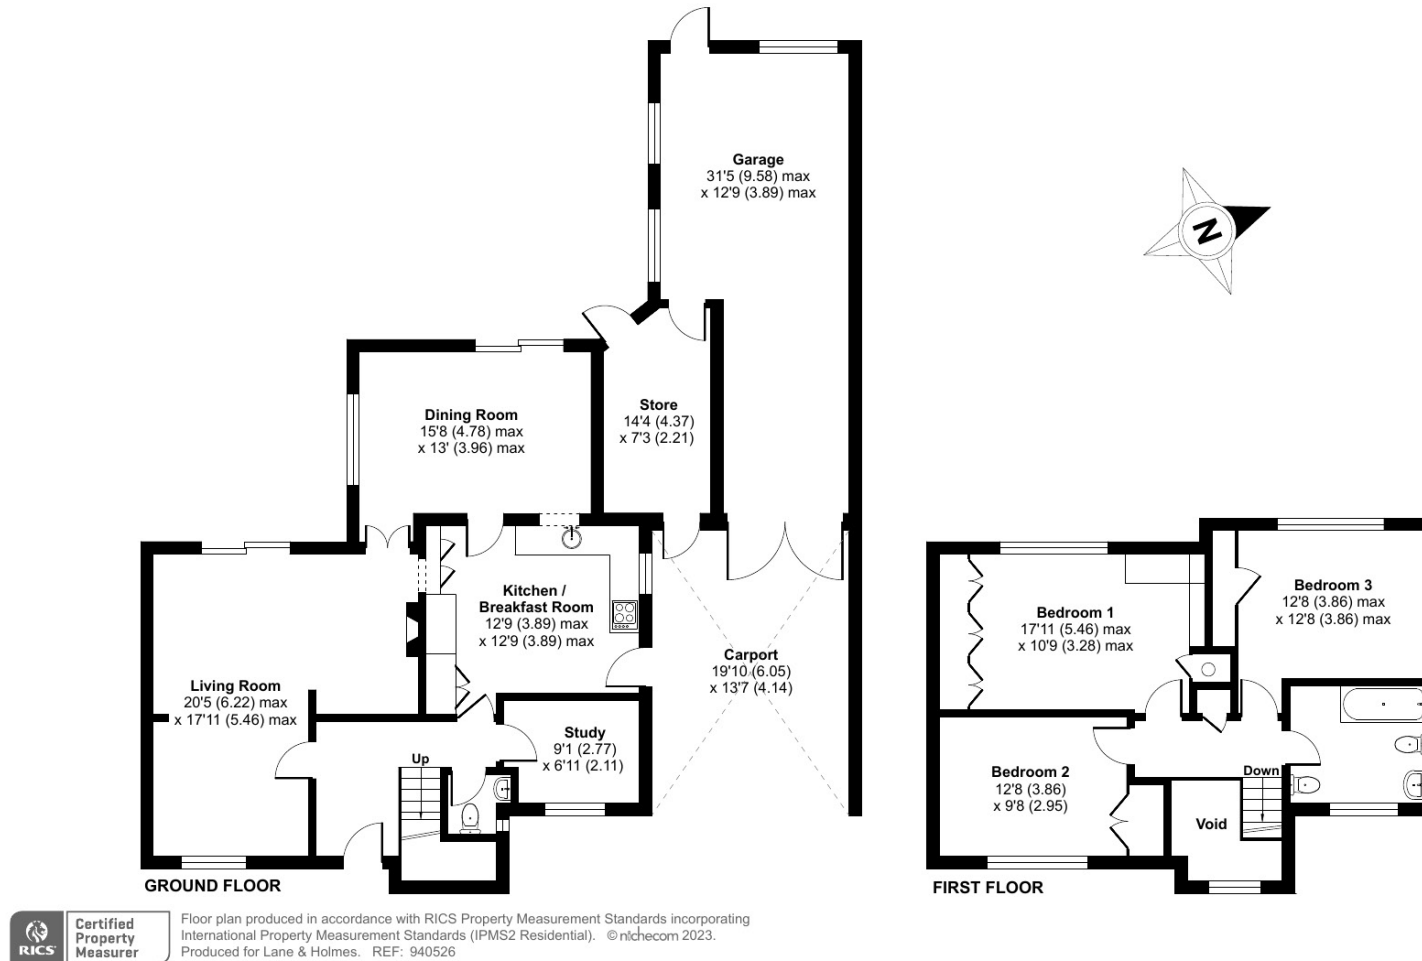 Garage
31'5 (9.58) max
x 12'9 (3.89) max
N
Dining Room
15'8 (4.78) max
x 13' (3.96) max
Store
14'4 (4.37)
x 7'3 (2.21)
Kitchen /
Breakfast Room
12'9 (3.89) max
x 12'9 (3.89) max
Living Room
20'5 (6.22) max
x 17'11 (5.46) max
Carport
19'10 (6.05)
x 13'7 (4.14)
Study
9'1 (2.77)
x 6'11 (2.11)
Up
GROUND FLOOR
Bedroom 1
17'11 (5.46) max
x 10'9 (3.28) max
Bedroom 3
12'8 (3.86) max
x 12'8 (3.86) max
Bedroom 2
12'8 (3.86)
x 9'8 (2.95)
Down
Void
FIRST FLOOR
RICS
Certified
Property
Measurer
Floor plan produced in accordance with RICS Property Measurement Standards incorporating
International Property Measurement Standards (IPMS2 Residential). © nichecom 2023.
Produced for Lane & Holmes. REF: 940526